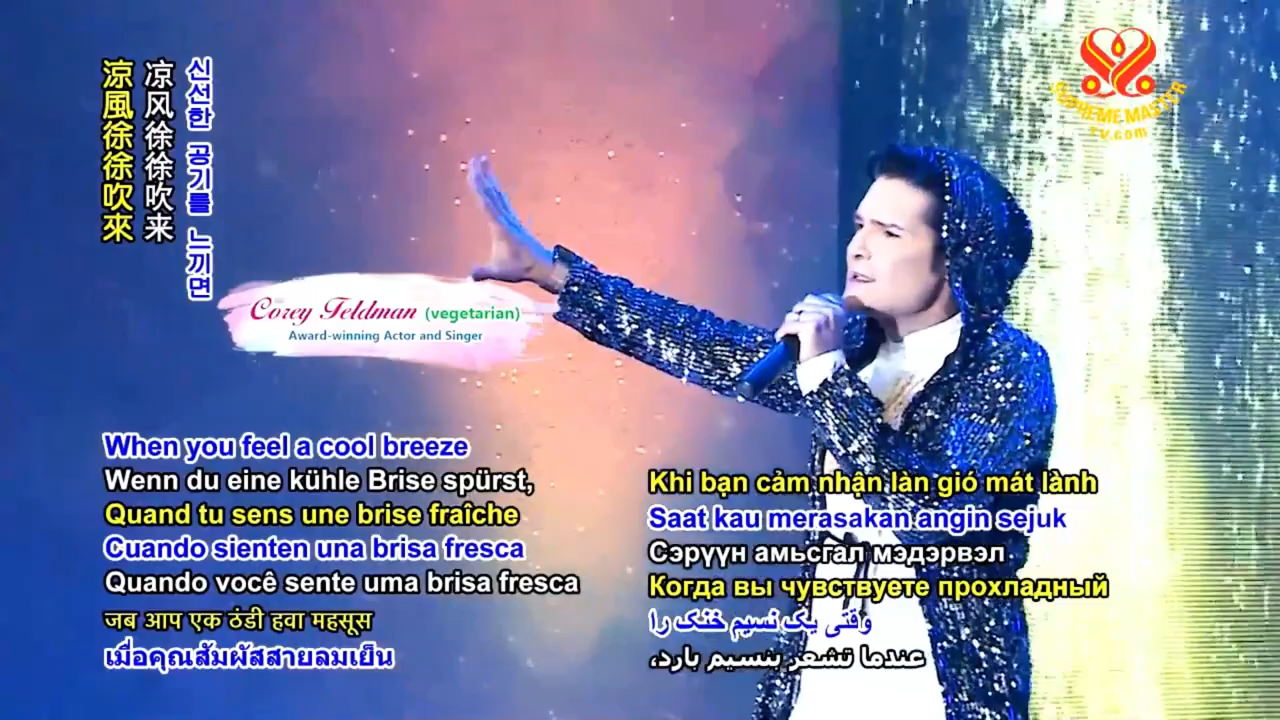 涼風徐徐吹來
凉风徐徐吹来
신선한 공기를 느끼면
SUPREME MASTER
TV.com
Corey Feldman (vegetarian)
Award-winning Actor and Singer
When you feel a cool breeze
Wenn du eine kühle Brise spürst,
Quand tu sens une brise fraîche
Cuando sienten una brisa fresca
Quando você sente uma brisa fresca
जब आप एक ठंडी हवा महसूस
เมื่อคุณสัมผัสสายลมเย็น
Khi bạn cảm nhận làn gió mát lành
Saat kau merasakan angin sejuk
Сэрүүн амьсгал мэдэрвэл
Когда вы чувствуете прохладный
وقتی یک نسیم خنک را
عندما تشعر بنسيم بارد،